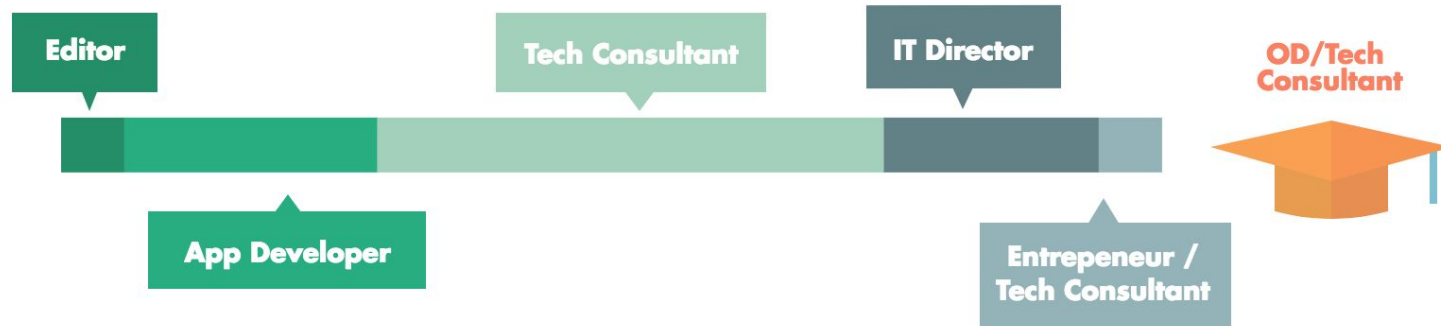 Editor
Tech Consultant
IT Director
OD/Tech
Consultant
App Developer
Entrepeneur /
Tech Consultant